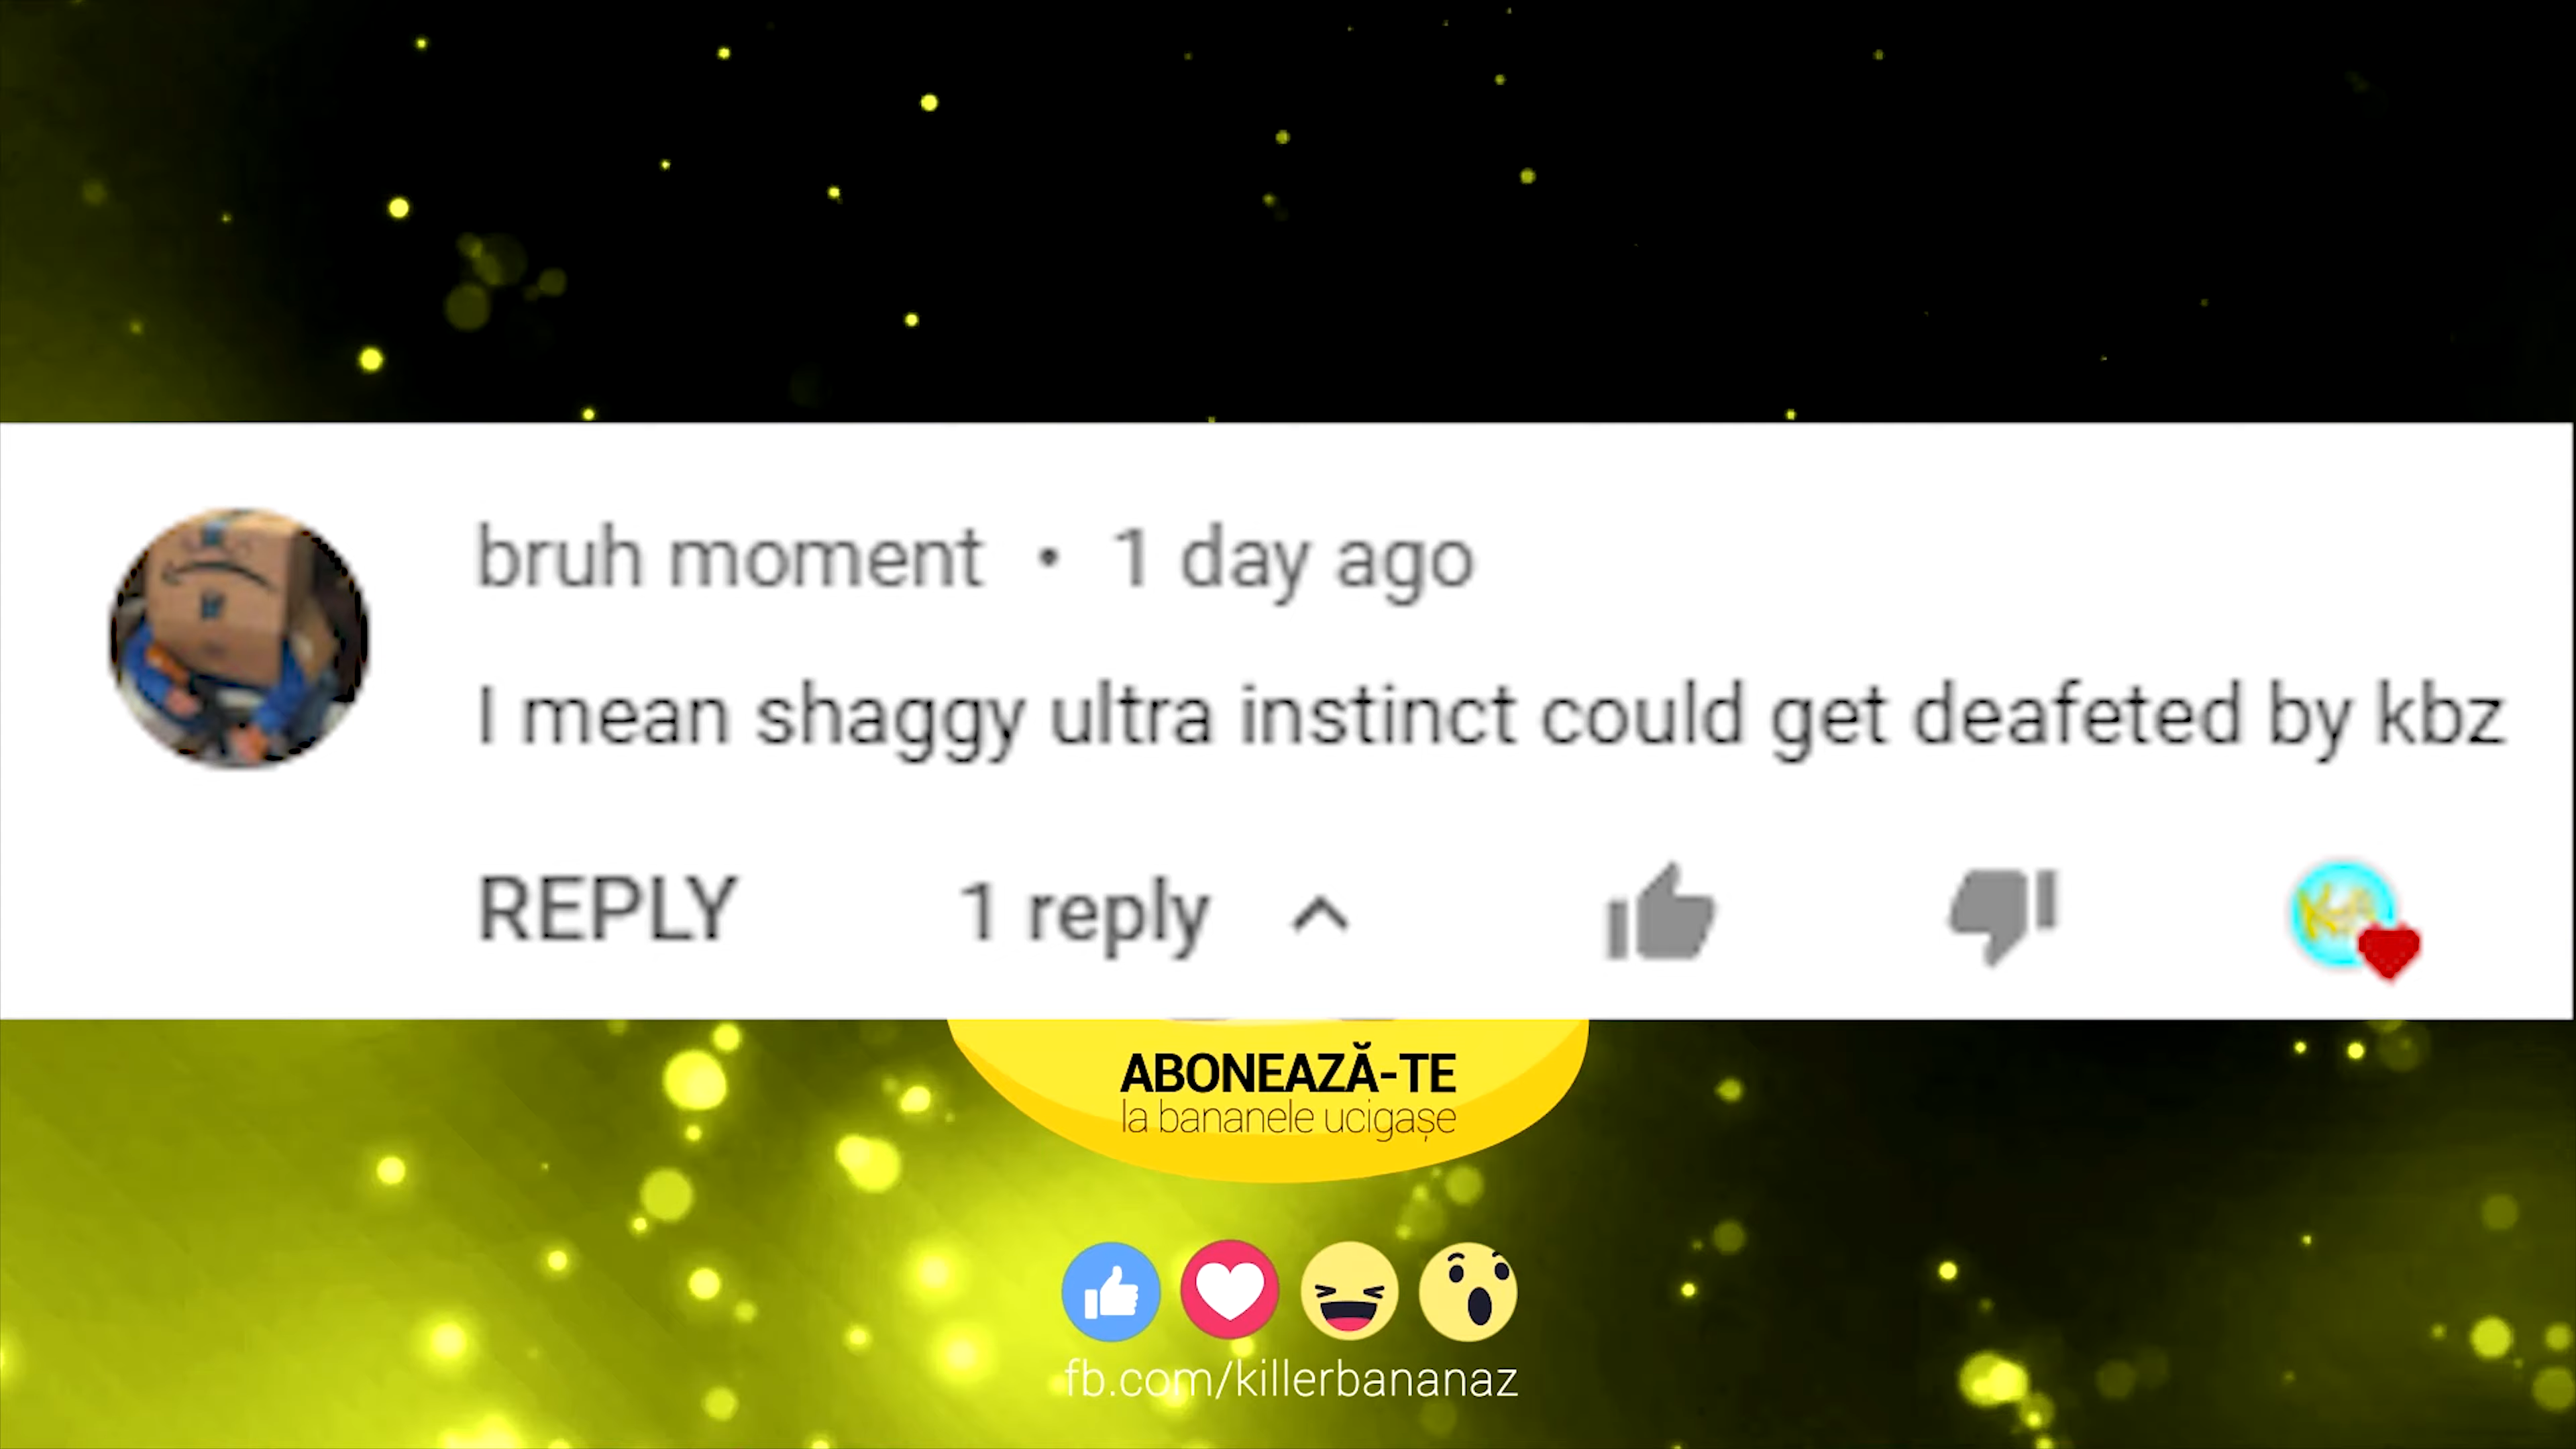 bruh moment • 1 day ago
I mean shaggy ultra instinct could get deafeted by kbz
REPLY 1 reply
ABONEAZĂ-TE
la bananele ucigașe
fb.com/killerbananaz